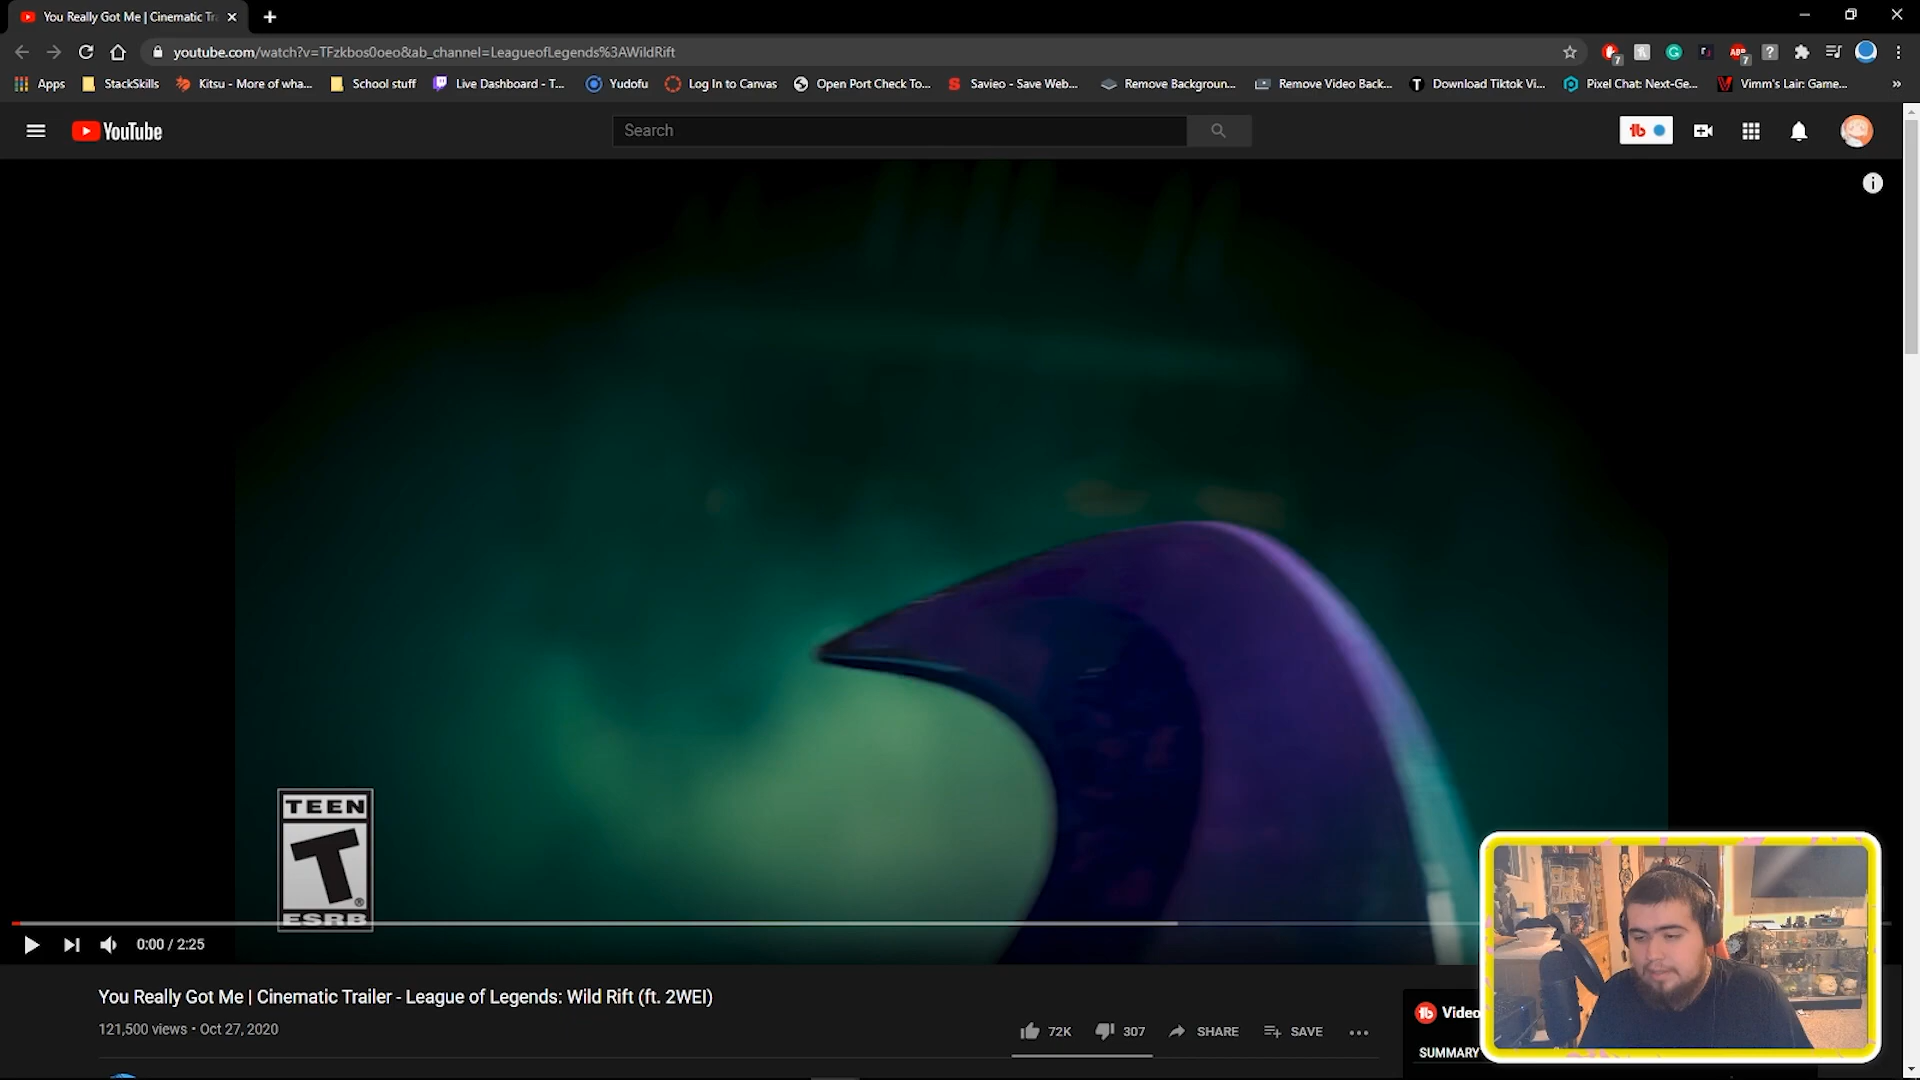 You Really Got Me | Cinematic Tr
youtube.com/watch?v=TFzkbos0oeo&ab_channel=LeagueofLegends%3AWildRift
7
7
Apps
StackSkills
Kitsu - More of wha...
School stuff
Live Dashboard - T...
Yudofu
Log In to Canvas
Open Port Check To...
Savieo - Save Web...
Remove Backgroun...
Remove Video Back...
Download Tiktok Vi...
Pixel Chat: Next-Ge...
Vimm's Lair: Game...
YouTube
Search
TEEN
T
ESRB
0:00 / 2:25
You Really Got Me | Cinematic Trailer - League of Legends: Wild Rift (ft. 2WEI)
121,500 views • Oct 27, 2020
72K
307
SHARE
SAVE
Video
SUMMARY